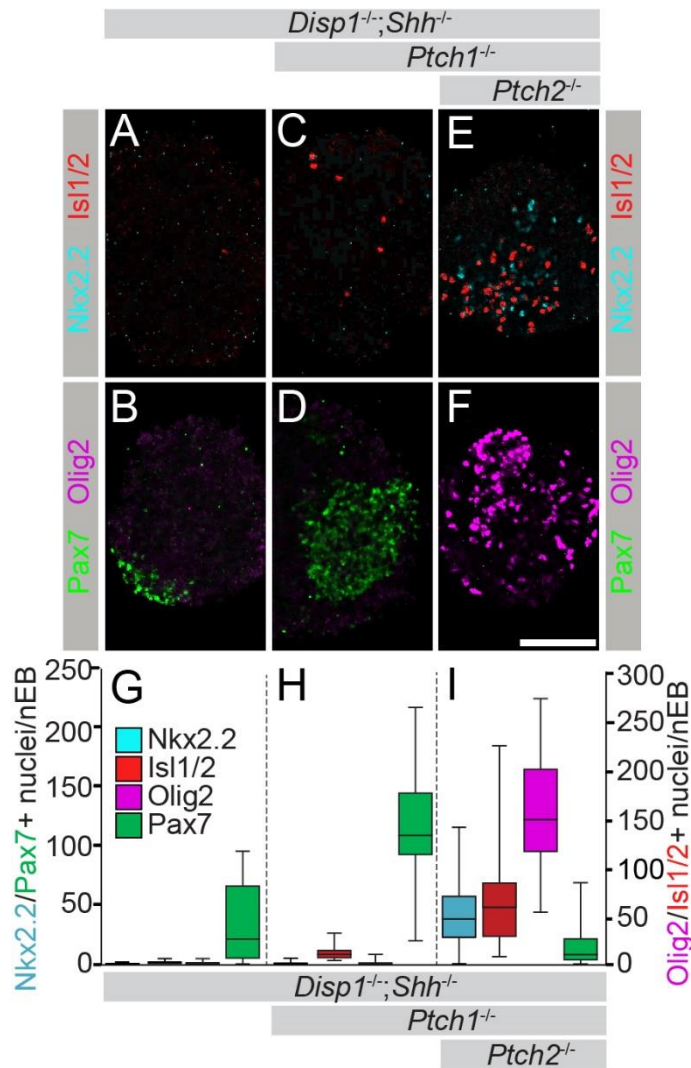 Disp1-/-;Shh-/-
Ptch1-/-
Ptch2-/-
A
C
E
Nkx2.2 Isl1/2
Nkx2.2 Isl1/2
B
D
F
Pax7 Olig2
Pax7 Olig2
G
H
I
Nkx2.2
Isl1/2
Olig2
Pax7
250
200
150
100
50
0
Nkx2.2/Pax7+ nuclei/nEB
300
250
200
150
100
50
0
Olig2/Isl1/2+ nuclei/nEB
Disp1-/-;Shh-/-
Ptch1-/-
Ptch2-/-